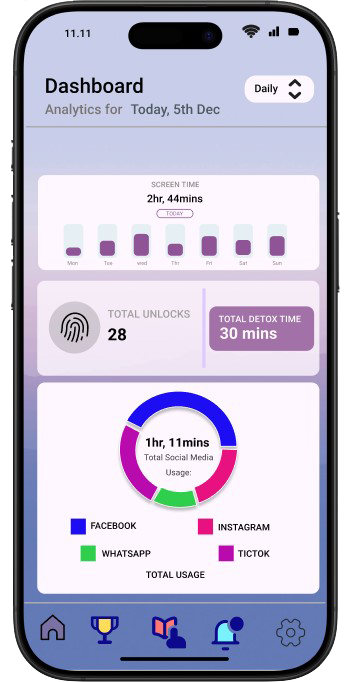 11.11
Dashboard
Daily
Analytics for Today, 5th Dec
SCREEN TIME
2hr, 44mins
TODAY
Mon Tue wed Thr Fri Sat Sun
TOTAL UNLOCKS
28
TOTAL DETOX TIME
30 mins
1hr, 11mins
Total Social Media
Usage:
FACEBOOK INSTAGRAM
WHATSAPP TICTOK
TOTAL USAGE